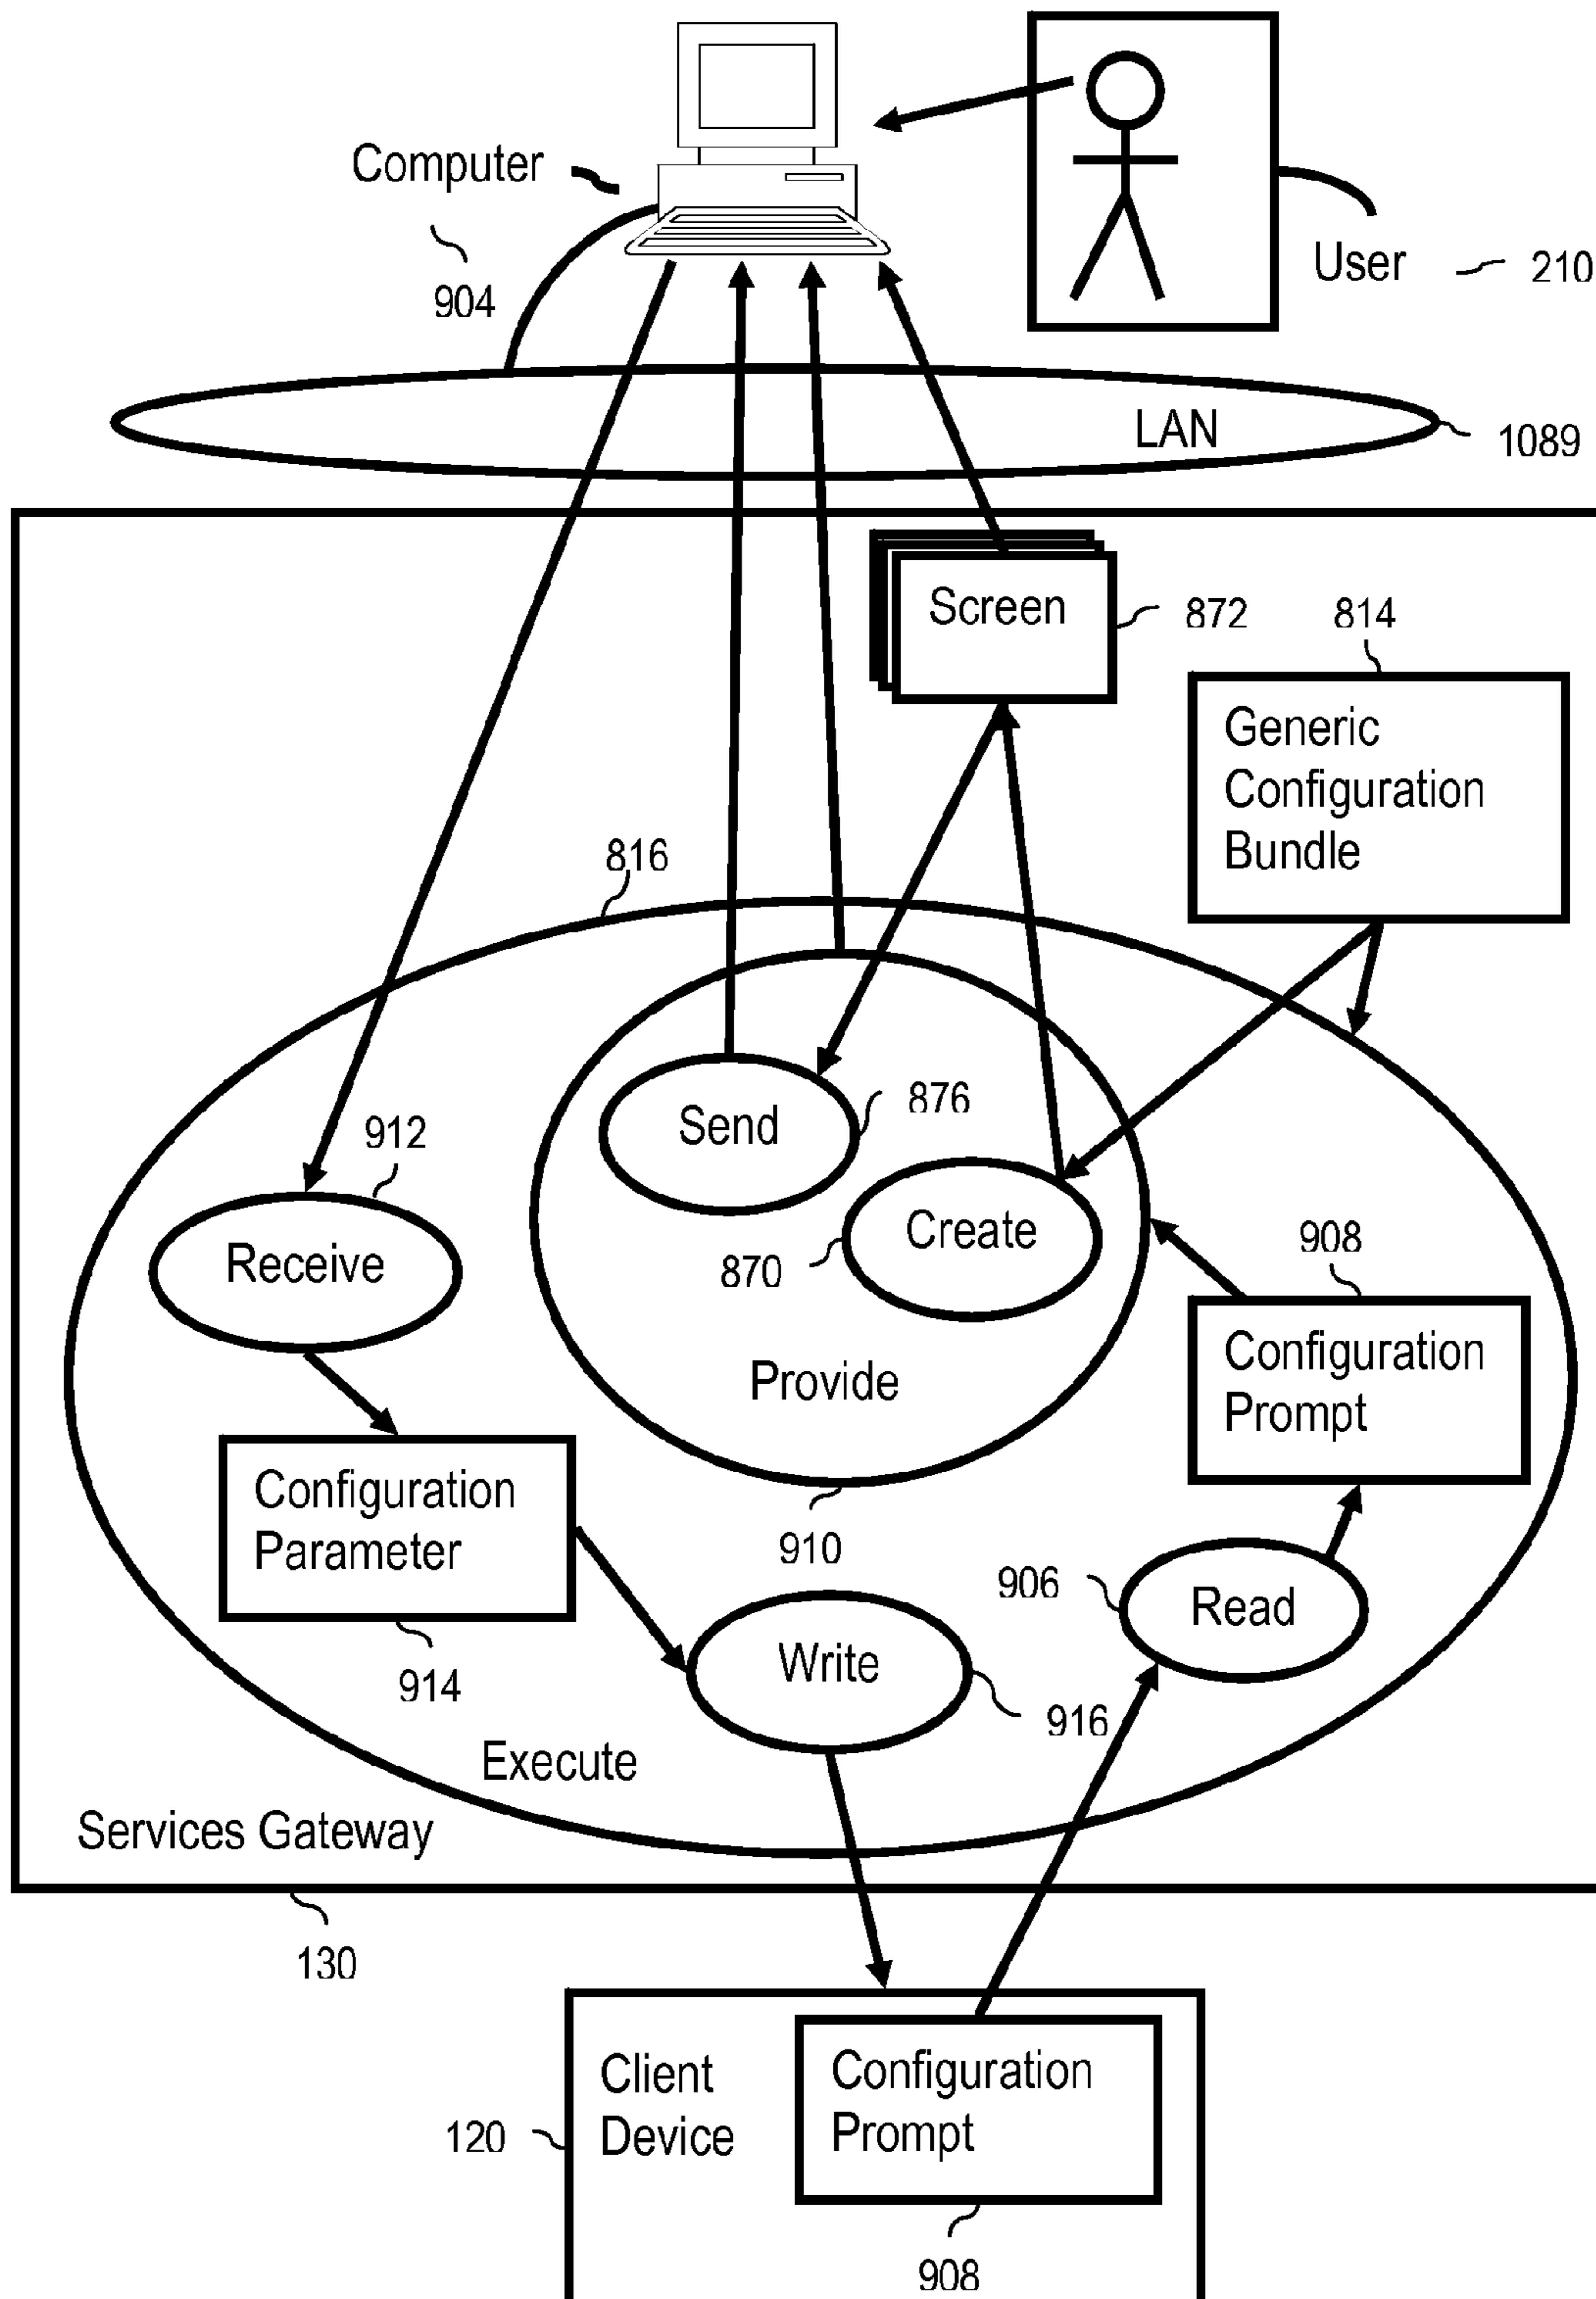 Computer
904
User
210
LAN
1089
Screen
872
814
Generic
Configuration
Bundle
816
Send
876
912
Receive
Create
870
908
Configuration
Prompt
Provide
Configuration
Parameter
910
906
Read
914
Write
916
Execute
Services Gateway
130
Client
Device
Configuration
Prompt
120
908